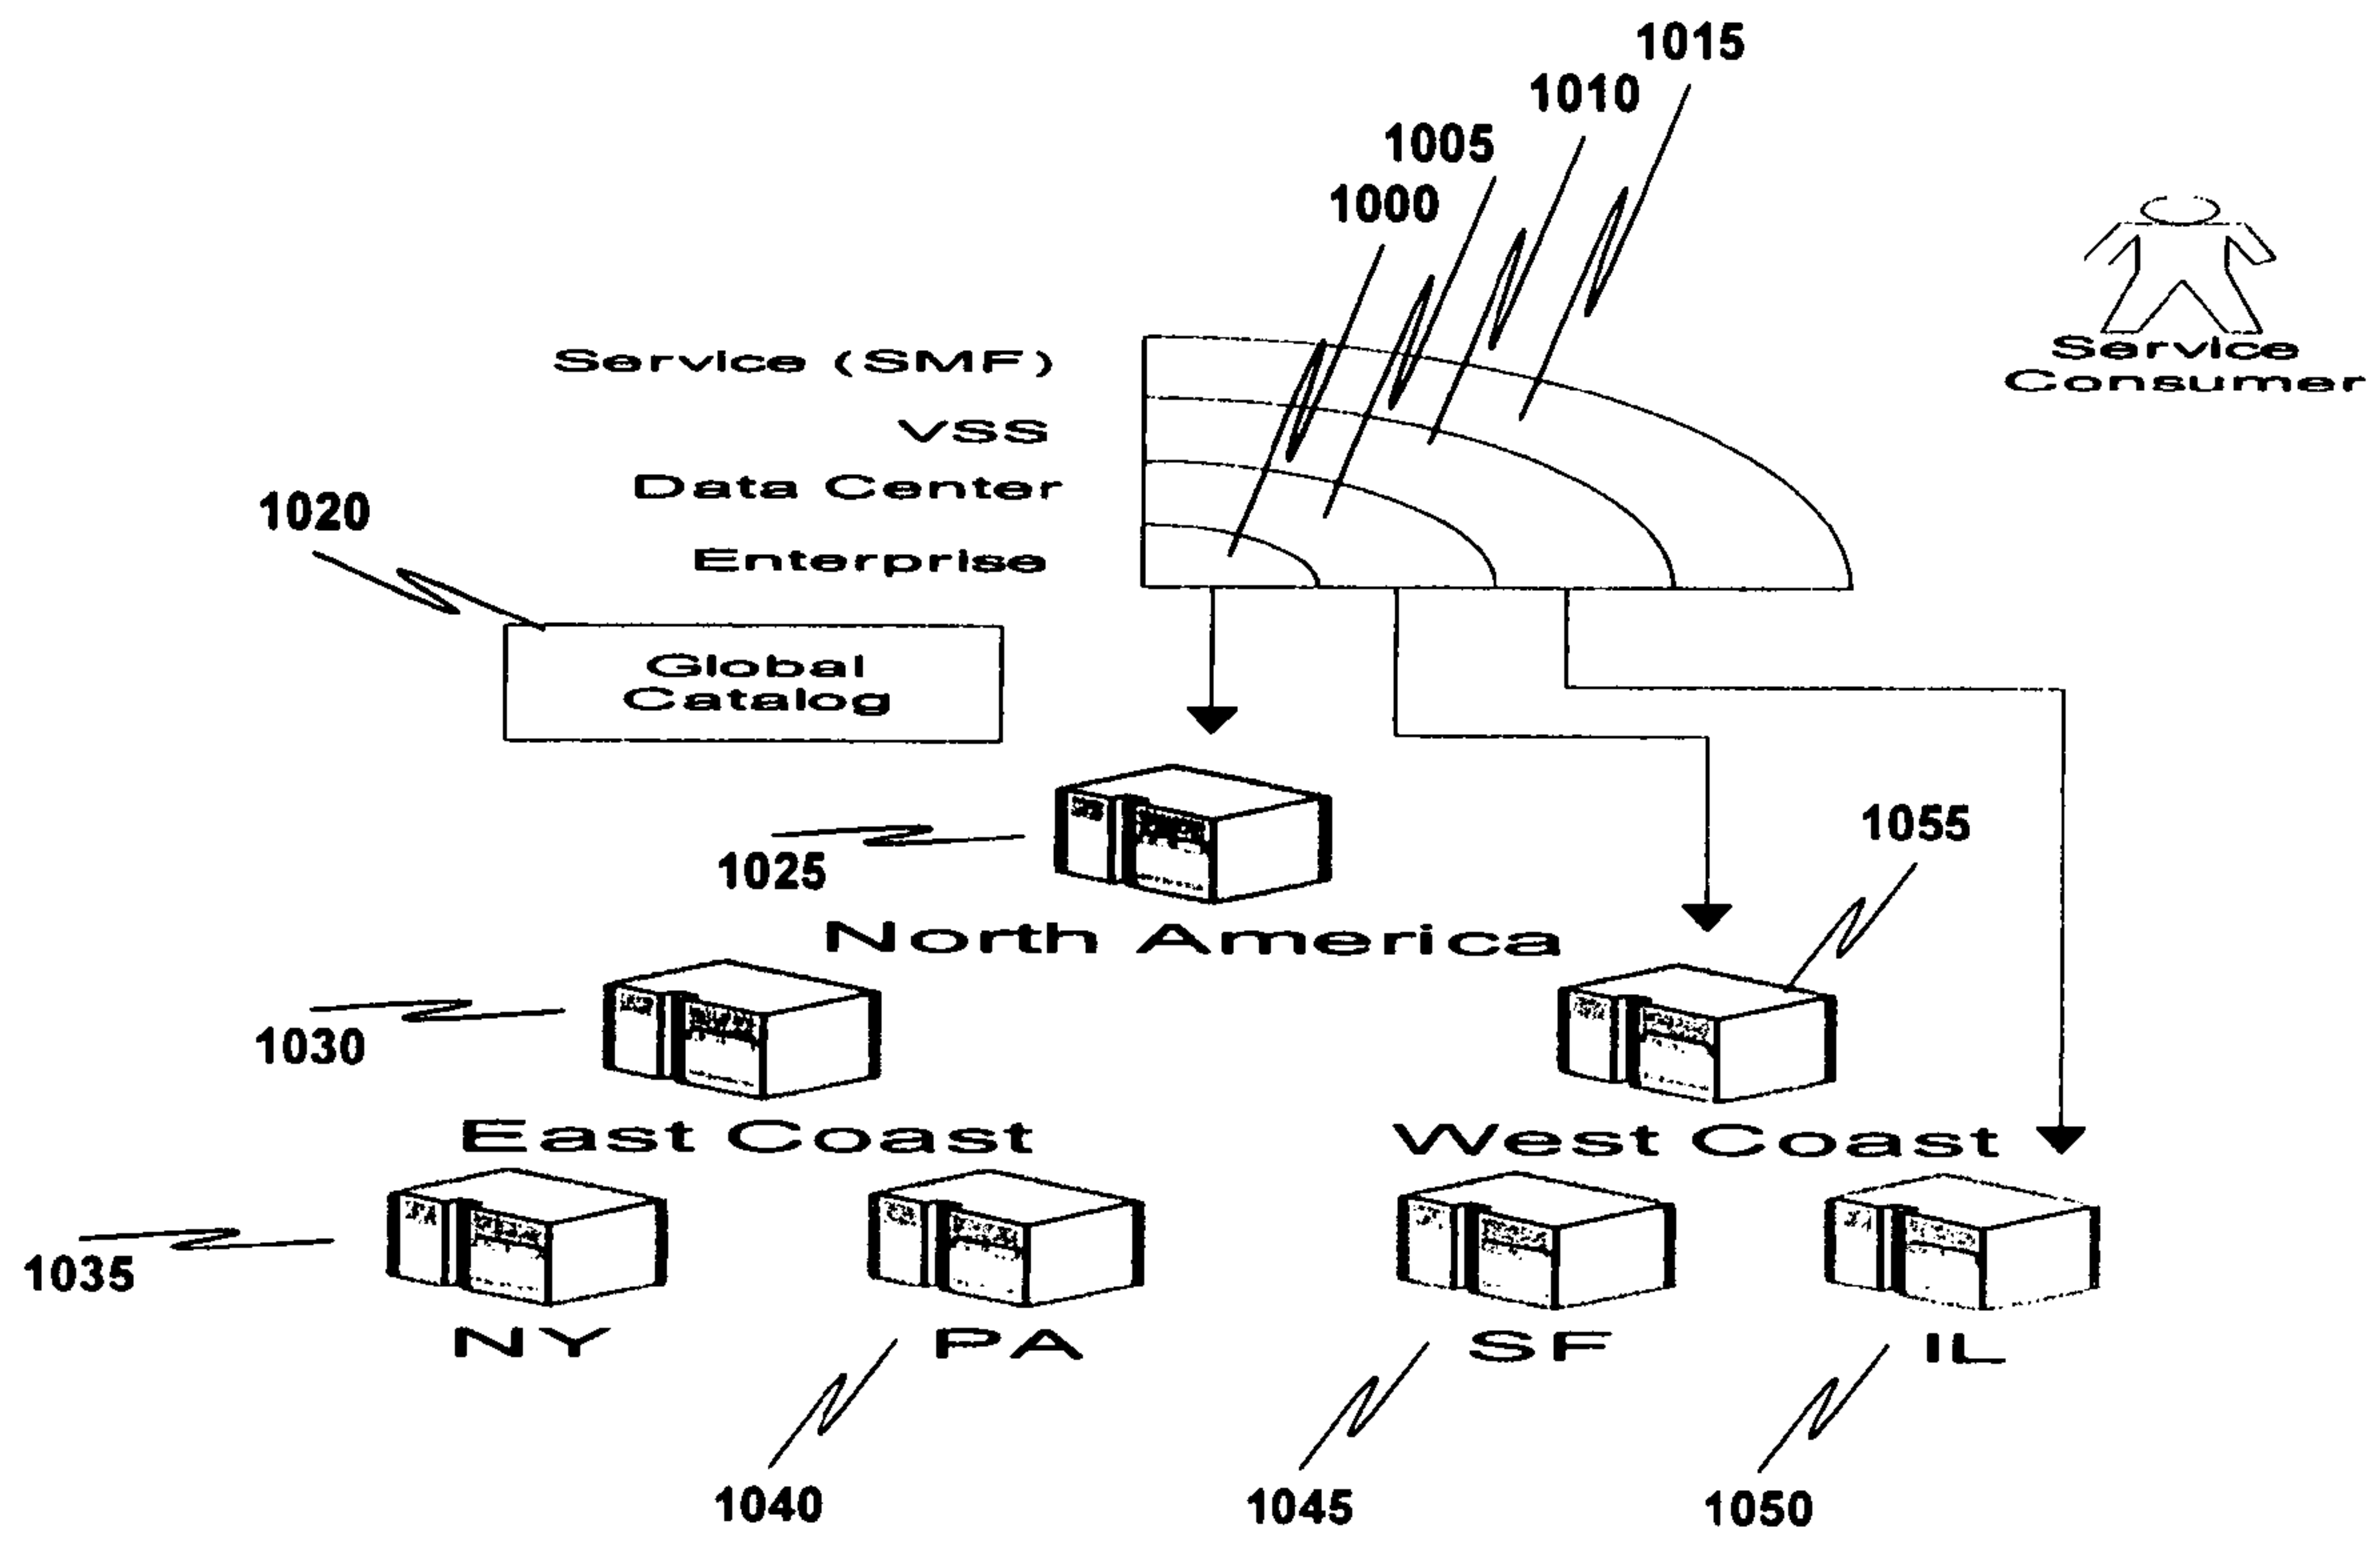 1015
1010
1005
1000
Service (SMF)
VSS
Data Center
Enterprise
Service
Consumer
1020
Global
Catalog
1025
North America
1055
1030
East Coast
West Coast
1035
NY
PA
SF
IL
1040
1045
1050